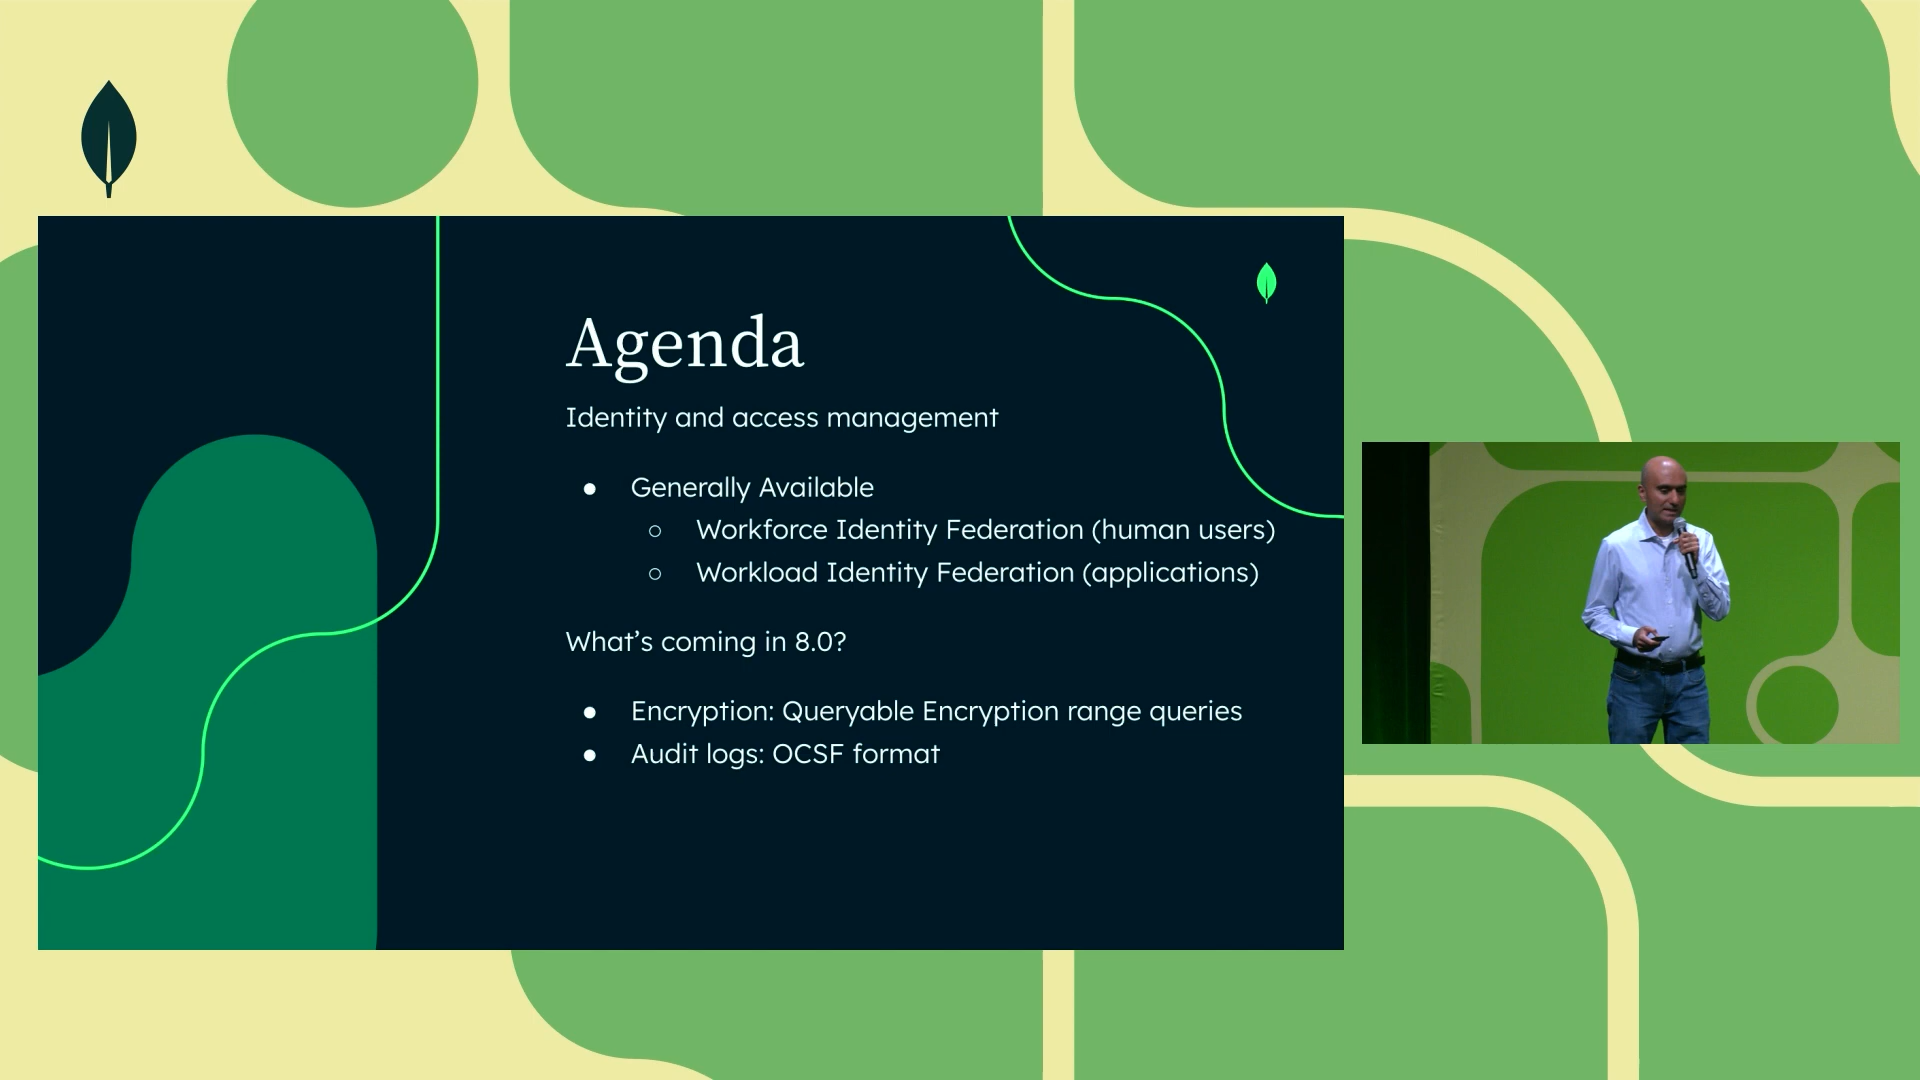 Agenda
Identity and access management
● Generally Available
○ Workforce Identity Federation (human users)
○ Workload Identity Federation (applications)
What’s coming in 8.0?
● Encryption: Queryable Encryption range queries
● Audit logs: OCSF format